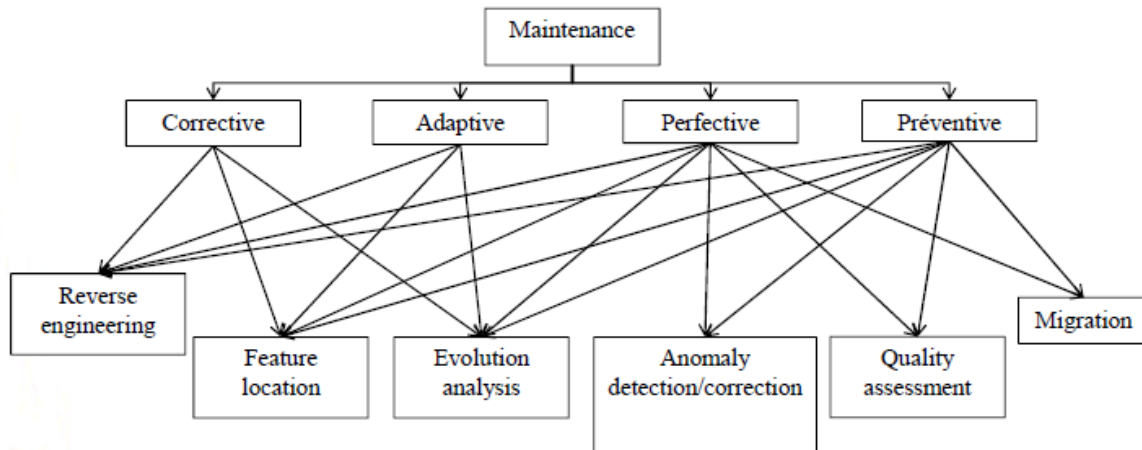 Maintenance
Corrective
Adaptive
Perfective
Préventive
Reverse
engineering
Feature
location
Evolution
analysis
Anomaly
detection/correction
Quality
assessment
Migration